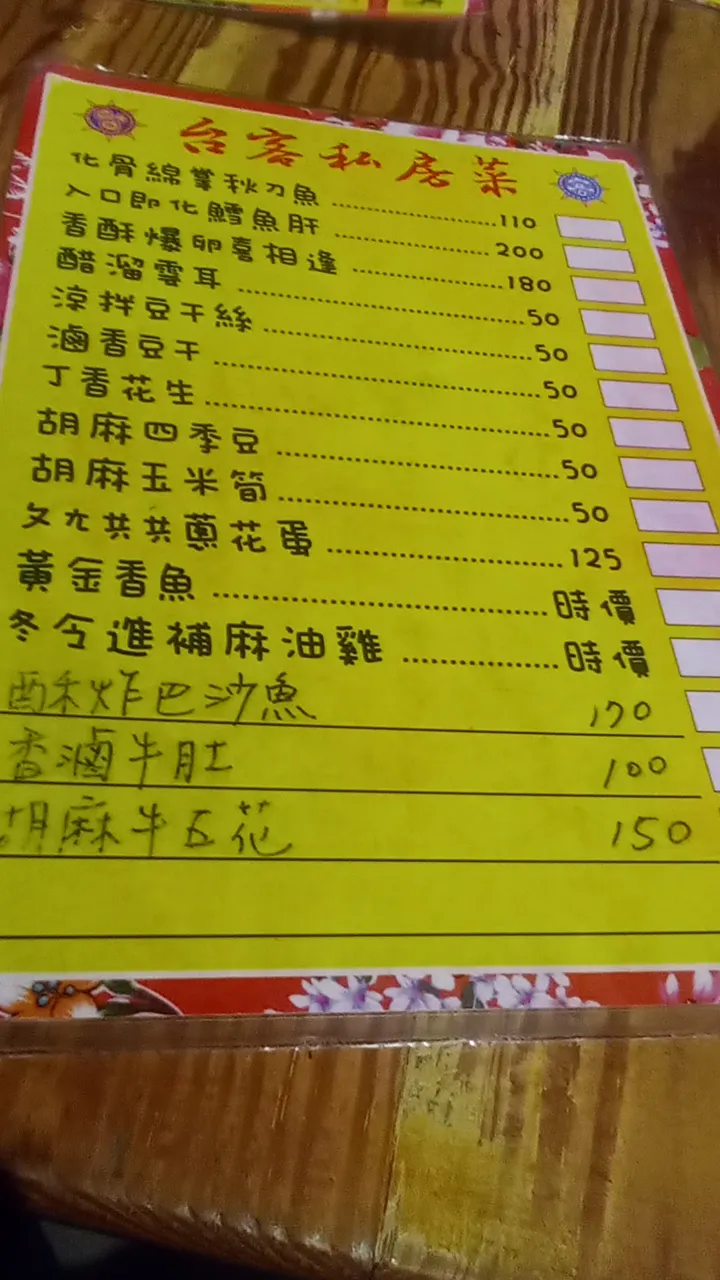 台客私房菜
化骨綿掌秋刀魚 110
入口即化鱈魚肝 200
香酥爆卵喜相逢 180
醋溜雲耳 50
涼拌豆干絲 50
滷香豆干 50
丁香花生 50
胡麻四季豆 50
胡麻玉米筍 50
ㄆㄤ共共蔥花蛋 125
黃金香魚 時價
冬令進補麻油雞 時價
酥炸巴沙魚 170
香滷牛肚 100
胡麻牛五花 150